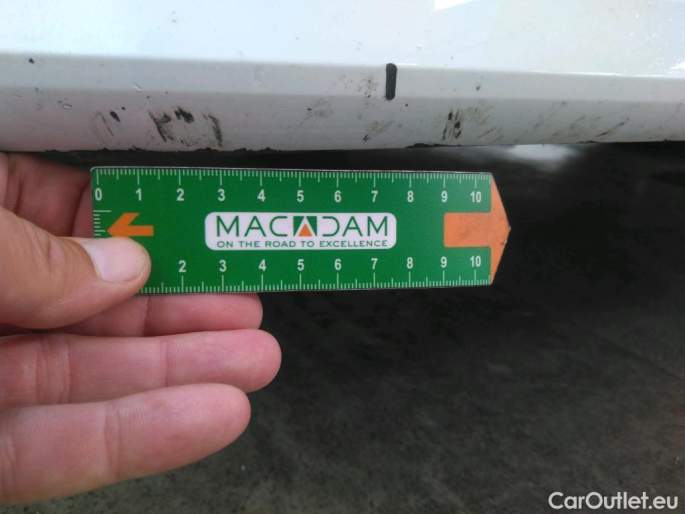 0 1 2 3 4 5 6 7 8 9 10
MACADAM
ON THE ROAD TO EXCELLENCE
2 3 4 5 6 7 8 9 10
CarOutlet.eu